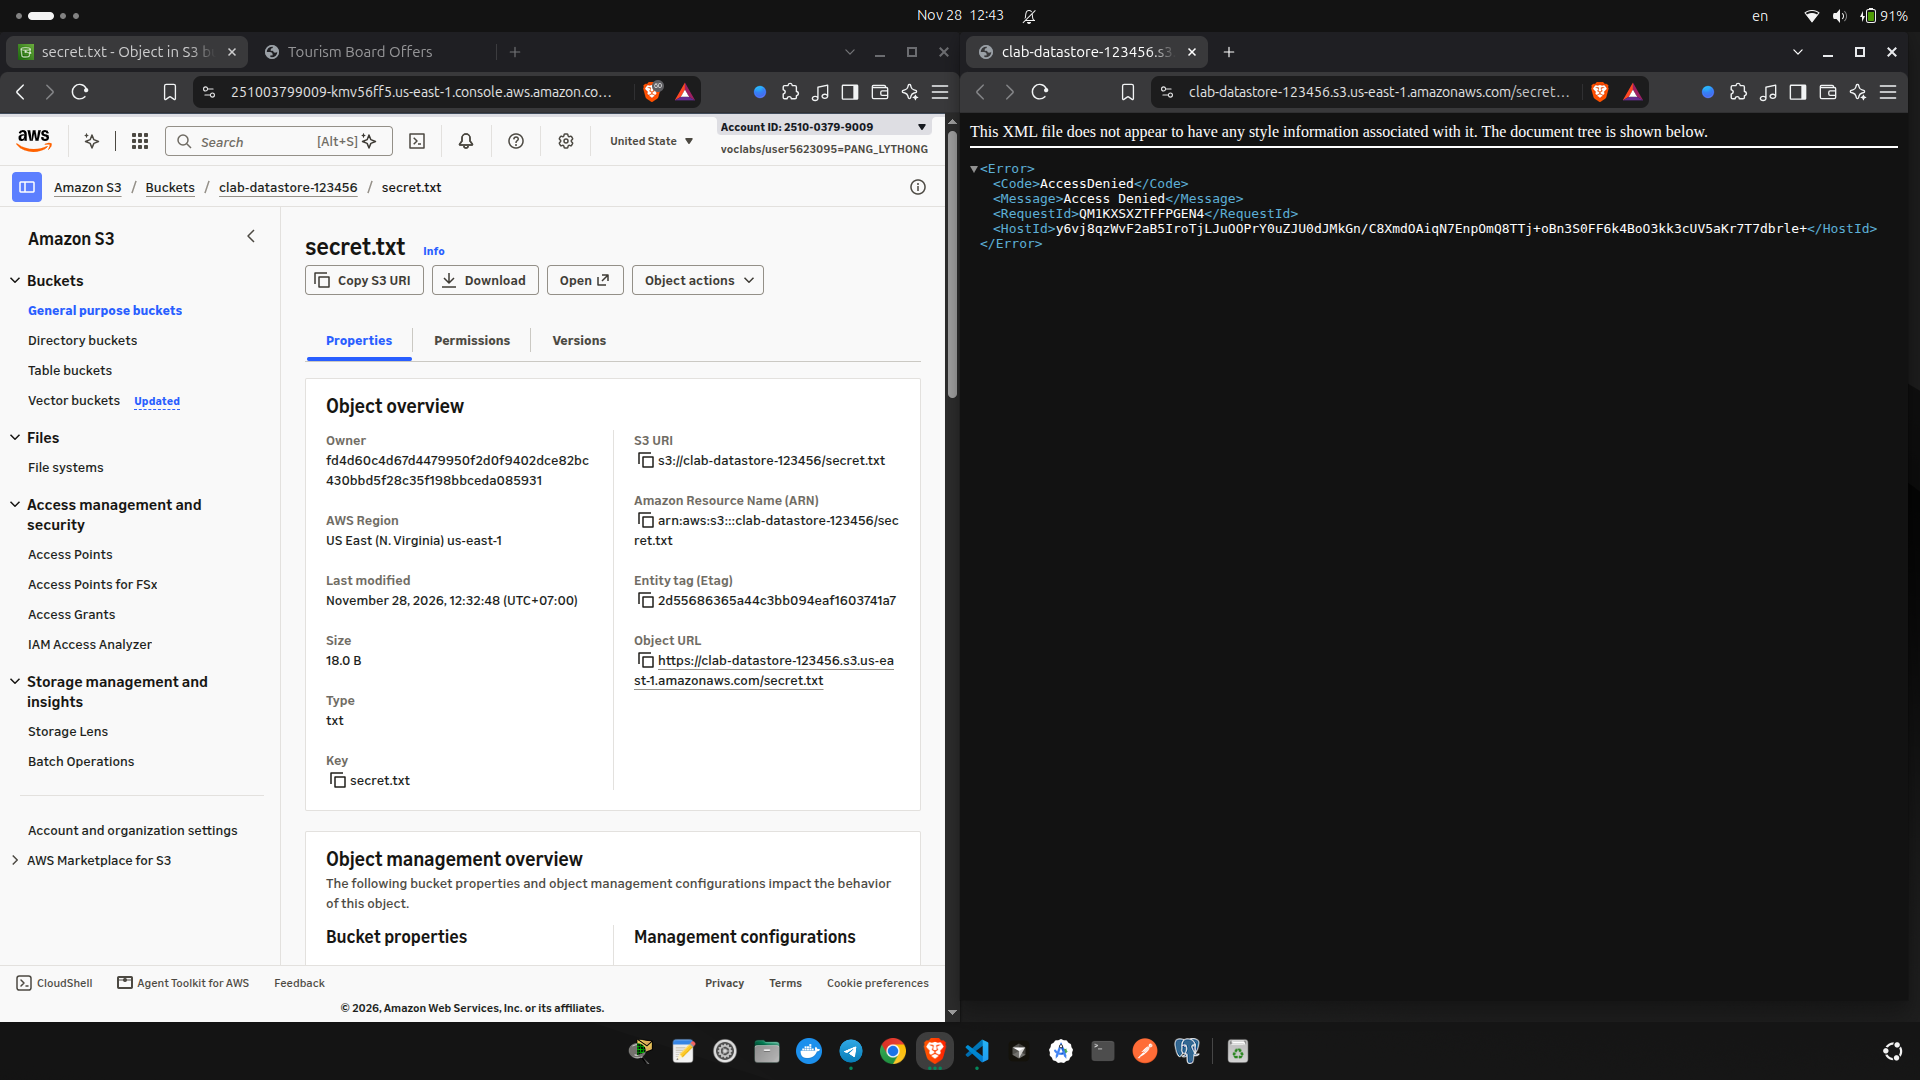 Nov 28 12:43
en
91%
secret.txt - Object in S3 b
Tourism Board Offers
clab-datastore-123456.s3
251003799009-kmv56ff5.us-east-1.console.aws.amazon.co...
clab-datastore-123456.s3.us-east-1.amazonaws.com/secret...
aws
Search
[Alt+S]
United State
Account ID: 2510-0379-9009
voclabs/user5623095=PANG_LYTHONG
Amazon S3 / Buckets / clab-datastore-123456 / secret.txt
Amazon S3
Buckets
General purpose buckets
Directory buckets
Table buckets
Vector buckets Updated
Files
File systems
Access management and
security
Access Points
Access Points for FSx
Access Grants
IAM Access Analyzer
Storage management and
insights
Storage Lens
Batch Operations
Account and organization settings
AWS Marketplace for S3
secret.txt Info
Copy S3 URI
Download
Open
Object actions
Properties
Permissions
Versions
Object overview
Owner
fd4d60c4d67d4479950f2d0f9402dce82bc
430bbd5f28c35f198bbceda085931
AWS Region
US East (N. Virginia) us-east-1
Last modified
November 28, 2026, 12:32:48 (UTC+07:00)
Size
18.0 B
Type
txt
Key
secret.txt
S3 URI
s3://clab-datastore-123456/secret.txt
Amazon Resource Name (ARN)
arn:aws:s3:::clab-datastore-123456/sec
ret.txt
Entity tag (Etag)
2d55686365a44c3bb094eaf1603741a7
Object URL
https://clab-datastore-123456.s3.us-ea
st-1.amazonaws.com/secret.txt
Object management overview
The following bucket properties and object management configurations impact the behavior
of this object.
Bucket properties
Management configurations
CloudShell
Agent Toolkit for AWS
Feedback
Privacy
Terms
Cookie preferences
© 2026, Amazon Web Services, Inc. or its affiliates.
This XML file does not appear to have any style information associated with it. The document tree is shown below.
<Error>
<Code>AccessDenied</Code>
<Message>Access Denied</Message>
<RequestId>QM1KXSXZTFFPGEN4</RequestId>
<HostId>y6vj8qzWvF2aB5IroTjLJuOOPrY0uZJU0dJMkGn/C8XmdOAiqN7EnpOmQ8TTj+oBn3S0FF6k4BoO3kk3cUV5aKr7T7dbrle+</HostId>
</Error>